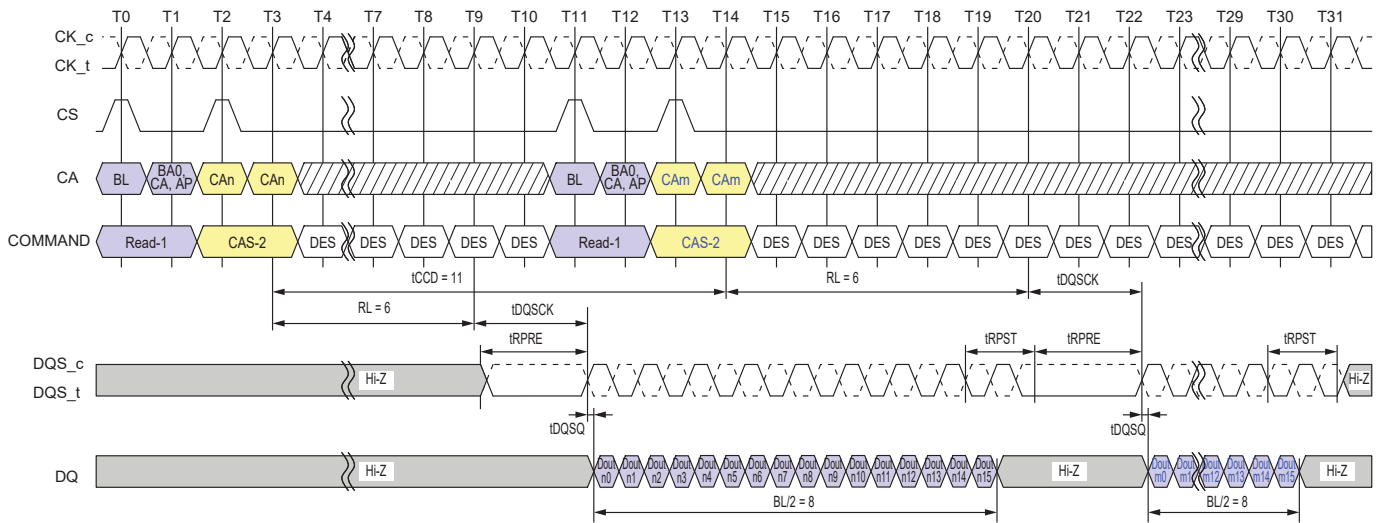 T0 T1 T2 T3 T4 T7 T8 T9 T10 T11 T12 T13 T14 T15 T16 T17 T18 T19 T20 T21 T22 T23 T29 T30 T31
CK_c
CK_t
CS
CA BL BA0, CA, AP CAn CAn BL BA0, CA, AP CAm CAm
COMMAND Read-1 CAS-2 DES DES DES DES DES Read-1 CAS-2 DES DES DES DES DES DES DES DES DES DES DES DES
tCCD = 11 RL = 6 tDQSCK
RL = 6 tDQSCK
tRPRE tRPST tRPRE tRPST
DQS_c
DQS_t
Hi-Z Hi-Z
tDQSQ tDQSQ
DQ Hi-Z Dout n0 Dout n1 Dout n2 Dout n3 Dout n4 Dout n5 Dout n6 Dout n7 Dout n8 Dout n9 Dout n10 Dout n11 Dout n12 Dout n13 Dout n14 Dout n15 Hi-Z Dout m0 Dout m1 Dout m12 Dout m13 Dout m14 Dout m15 Hi-Z
BL/2 = 8 BL/2 = 8